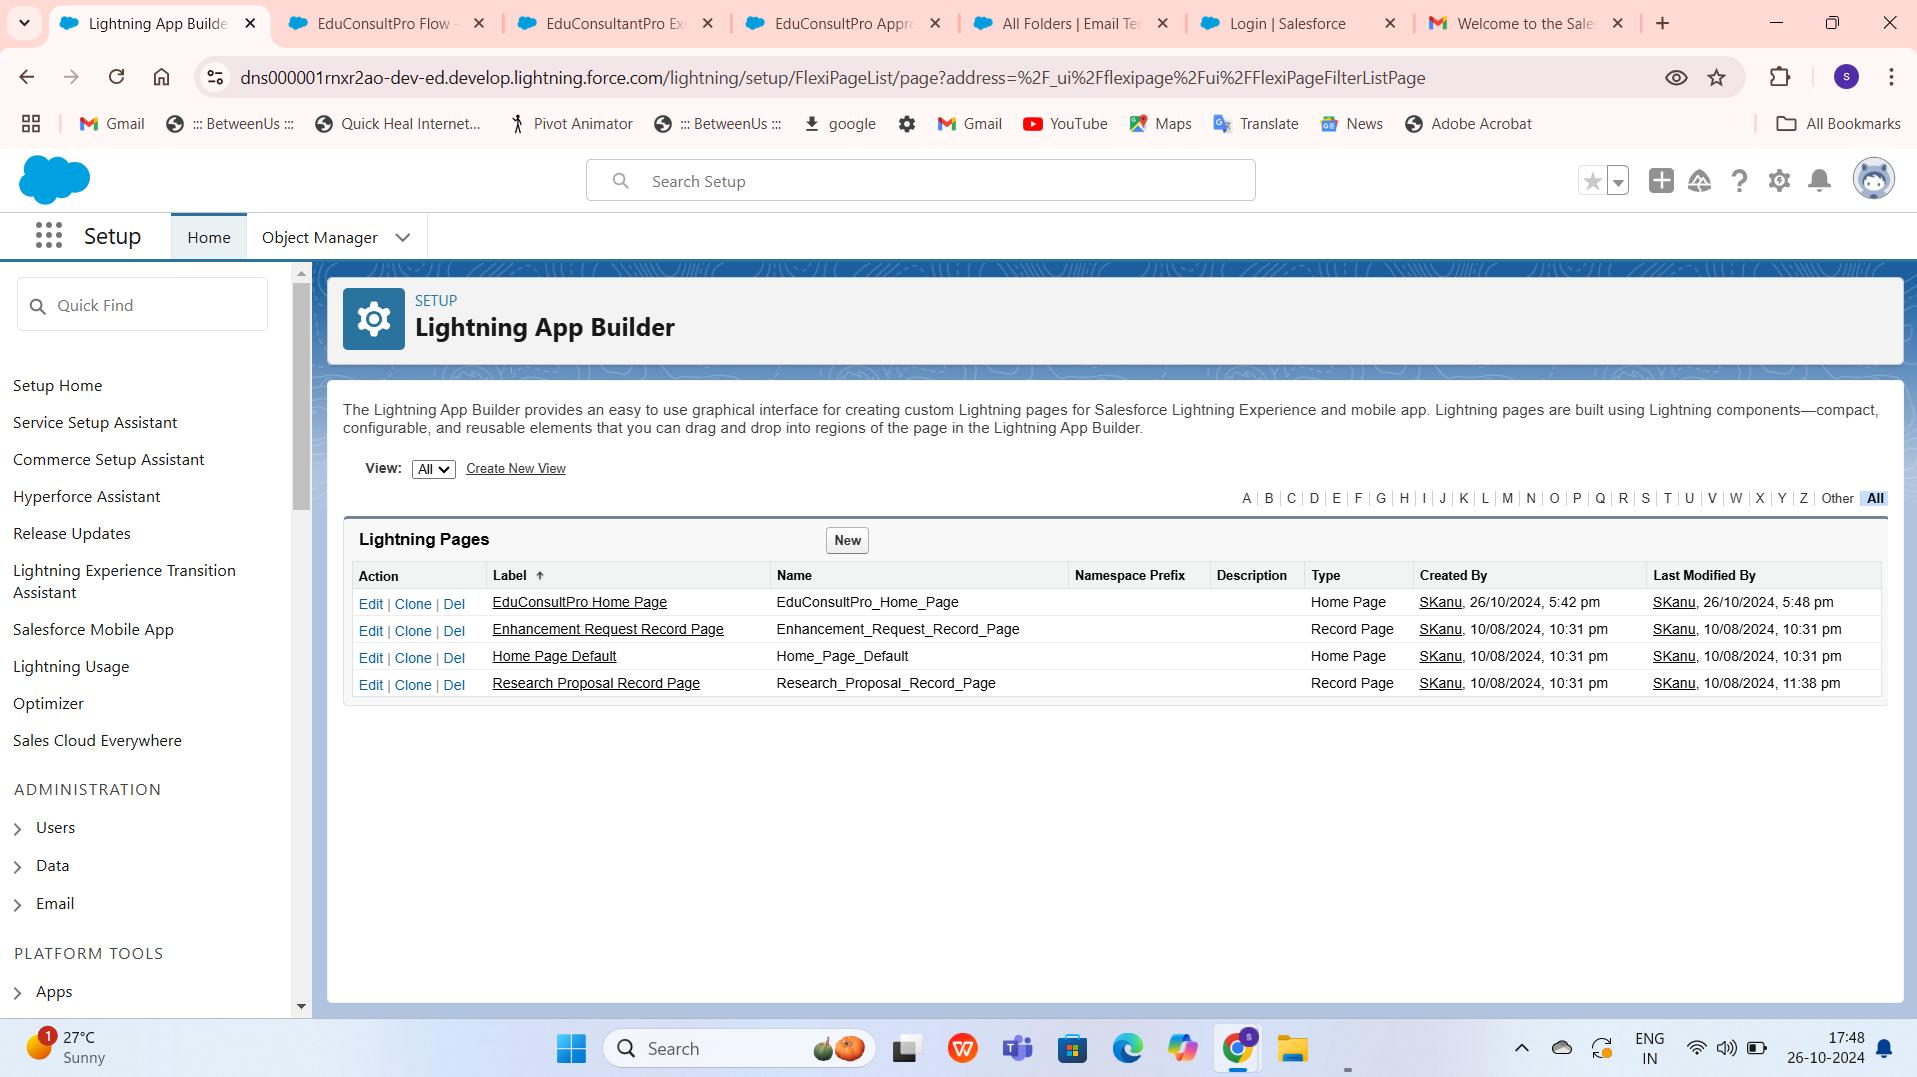 Lightning App Builde
EduConsultPro Flow -
EduConsultantPro Ex
EduConsultPro Appro
All Folders | Email Ter
Login | Salesforce
Welcome to the Sale
dns000001rnxr2ao-dev-ed.develop.lightning.force.com/lightning/setup/FlexiPageList/page?address=%2F_ui%2Fflexipage%2Fui%2FFlexiPageFilterListPage
S
Gmail
::: BetweenUs :::
Quick Heal Internet...
Pivot Animator
::: BetweenUs :::
google
Gmail
YouTube
Maps
Translate
News
Adobe Acrobat
All Bookmarks
Search Setup
Setup
Home
Object Manager
Quick Find
Setup Home
Service Setup Assistant
Commerce Setup Assistant
Hyperforce Assistant
Release Updates
Lightning Experience Transition
Assistant
Salesforce Mobile App
Lightning Usage
Optimizer
Sales Cloud Everywhere
ADMINISTRATION
Users
Data
Email
PLATFORM TOOLS
Apps
SETUP
Lightning App Builder
The Lightning App Builder provides an easy to use graphical interface for creating custom Lightning pages for Salesforce Lightning Experience and mobile app. Lightning pages are built using Lightning components—compact,
configurable, and reusable elements that you can drag and drop into regions of the page in the Lightning App Builder.
View: All Create New View
A | B | C | D | E | F | G | H | I | J | K | L | M | N | O | P | Q | R | S | T | U | V | W | X | Y | Z | Other | All
Lightning Pages New
Action Label ↑ Name Namespace Prefix Description Type Created By Last Modified By
Edit | Clone | Del EduConsultPro Home Page EduConsultPro_Home_Page Home Page SKanu, 26/10/2024, 5:42 pm SKanu, 26/10/2024, 5:48 pm
Edit | Clone | Del Enhancement Request Record Page Enhancement_Request_Record_Page Record Page SKanu, 10/08/2024, 10:31 pm SKanu, 10/08/2024, 10:31 pm
Edit | Clone | Del Home Page Default Home_Page_Default Home Page SKanu, 10/08/2024, 10:31 pm SKanu, 10/08/2024, 10:31 pm
Edit | Clone | Del Research Proposal Record Page Research_Proposal_Record_Page Record Page SKanu, 10/08/2024, 10:31 pm SKanu, 10/08/2024, 11:38 pm
1
27°C
Sunny
Search
ENG
IN
17:48
26-10-2024